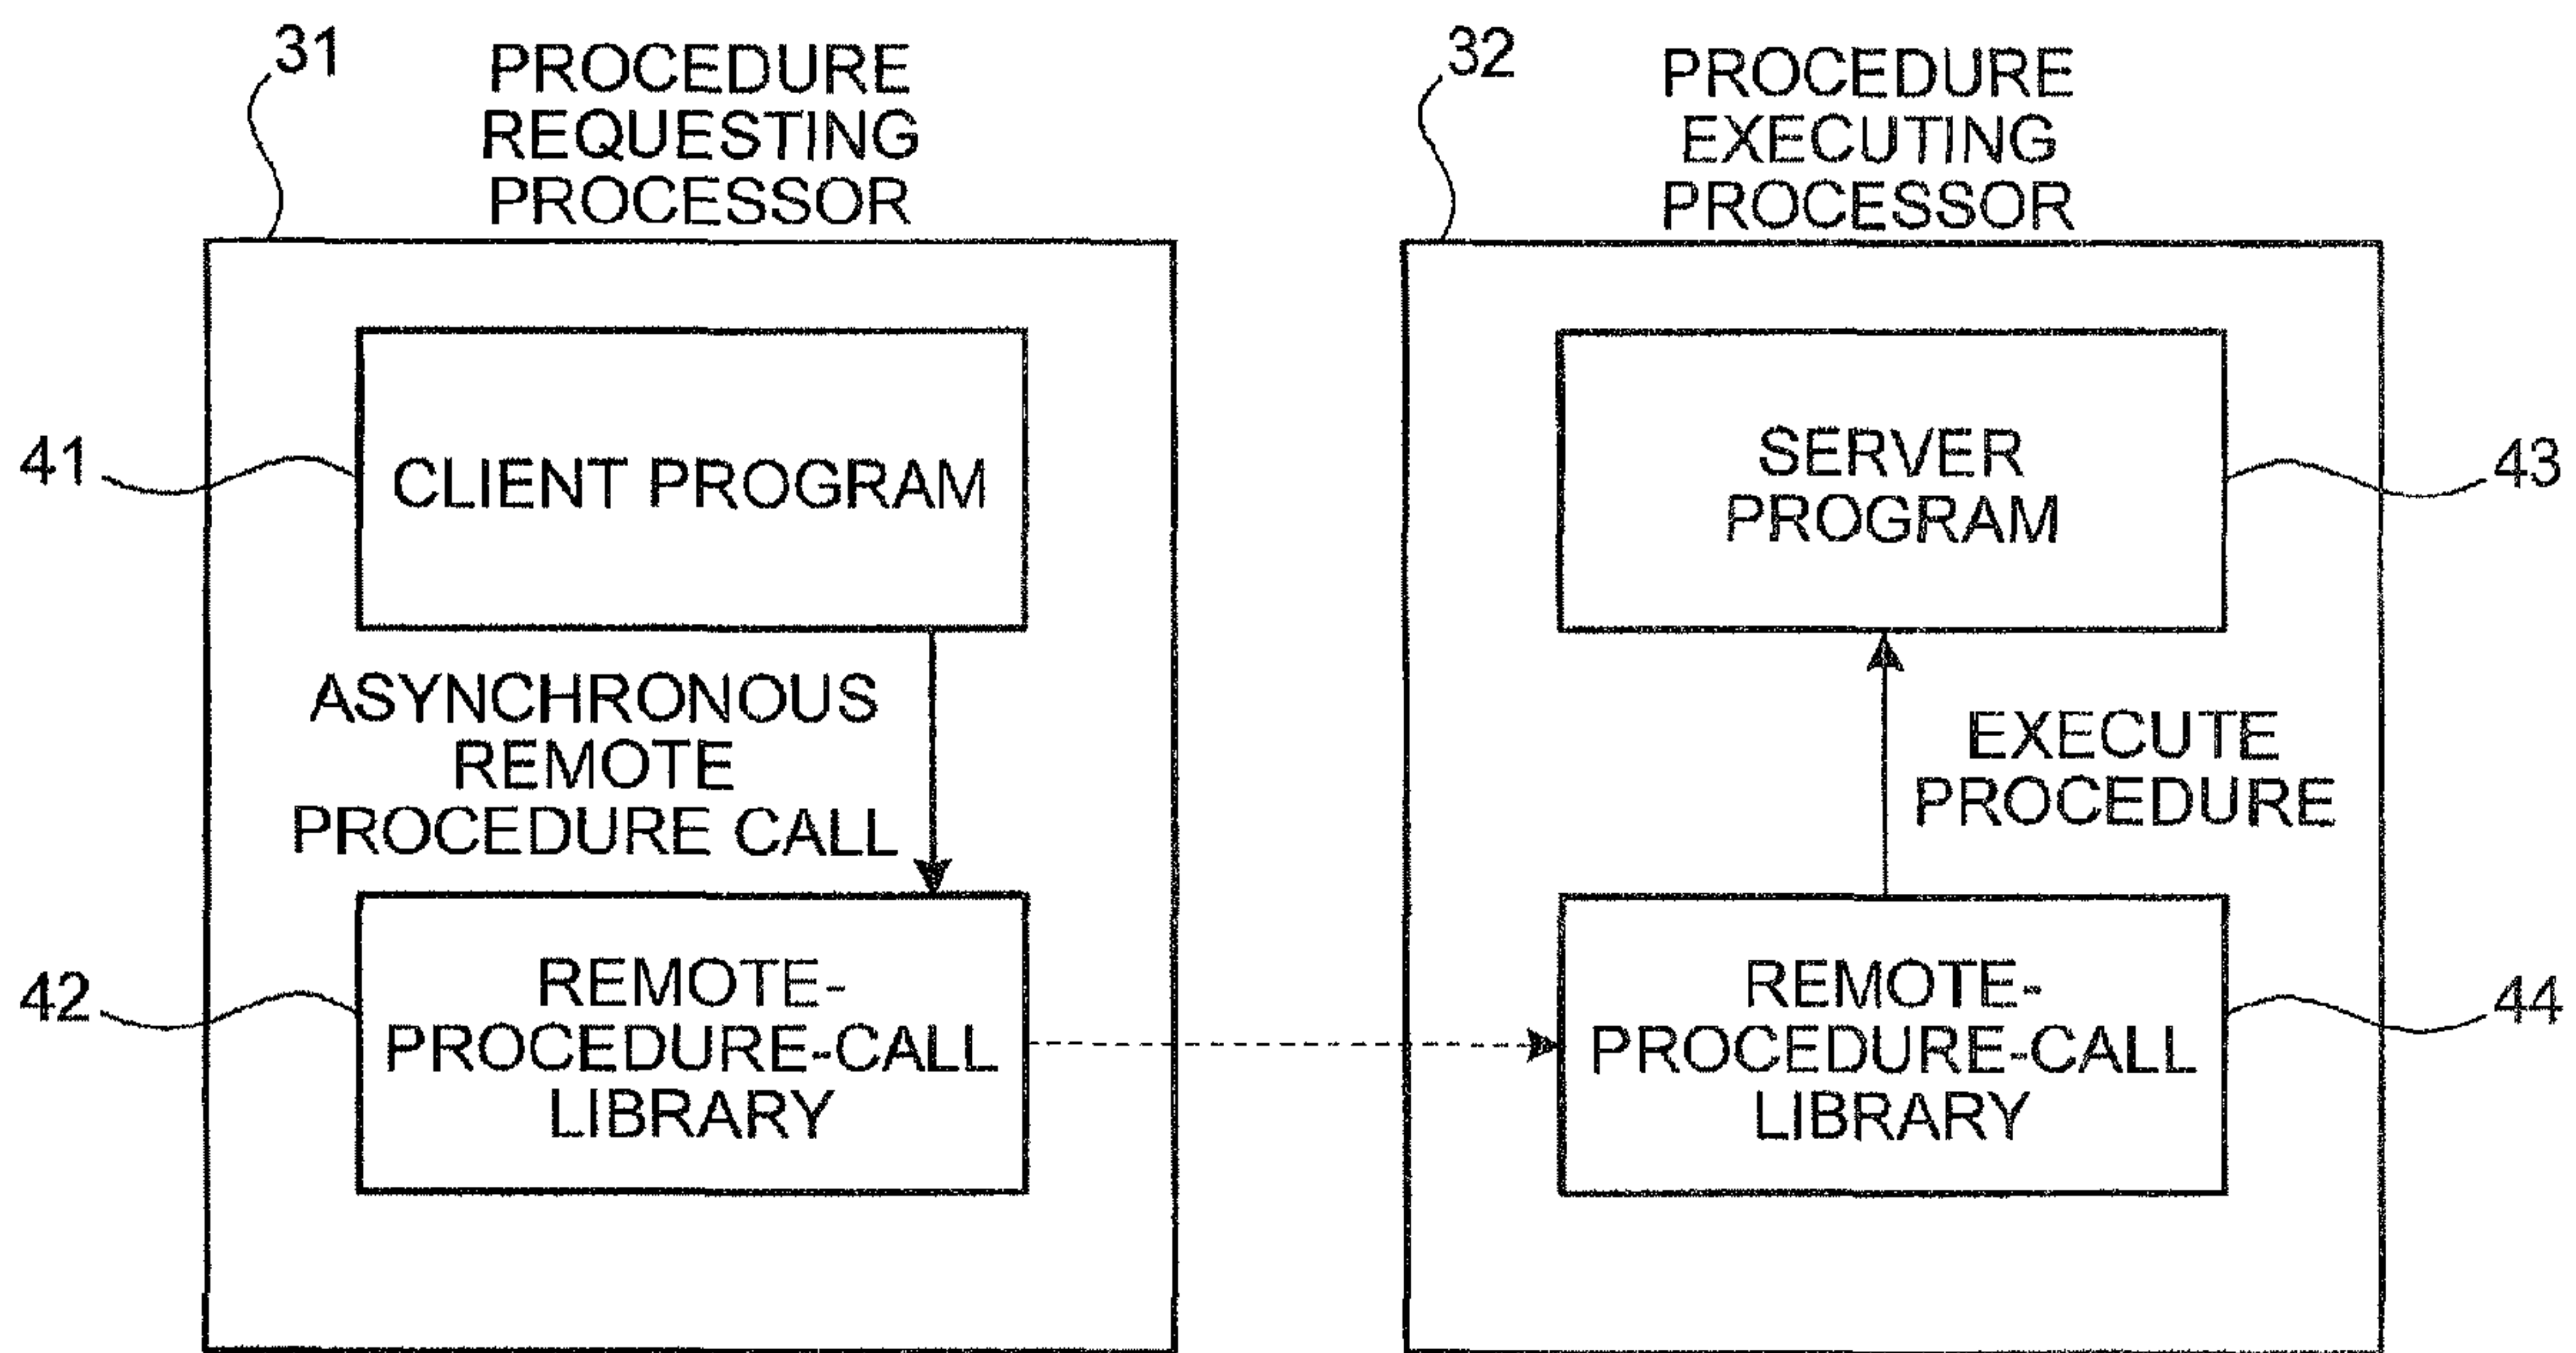 31
PROCEDURE
REQUESTING
PROCESSOR
41
CLIENT PROGRAM
ASYNCHRONOUS
REMOTE
PROCEDURE CALL
42
REMOTE-
PROCEDURE-CALL
LIBRARY
32
PROCEDURE
EXECUTING
PROCESSOR
SERVER
PROGRAM
43
EXECUTE
PROCEDURE
REMOTE-
PROCEDURE-CALL
LIBRARY
44